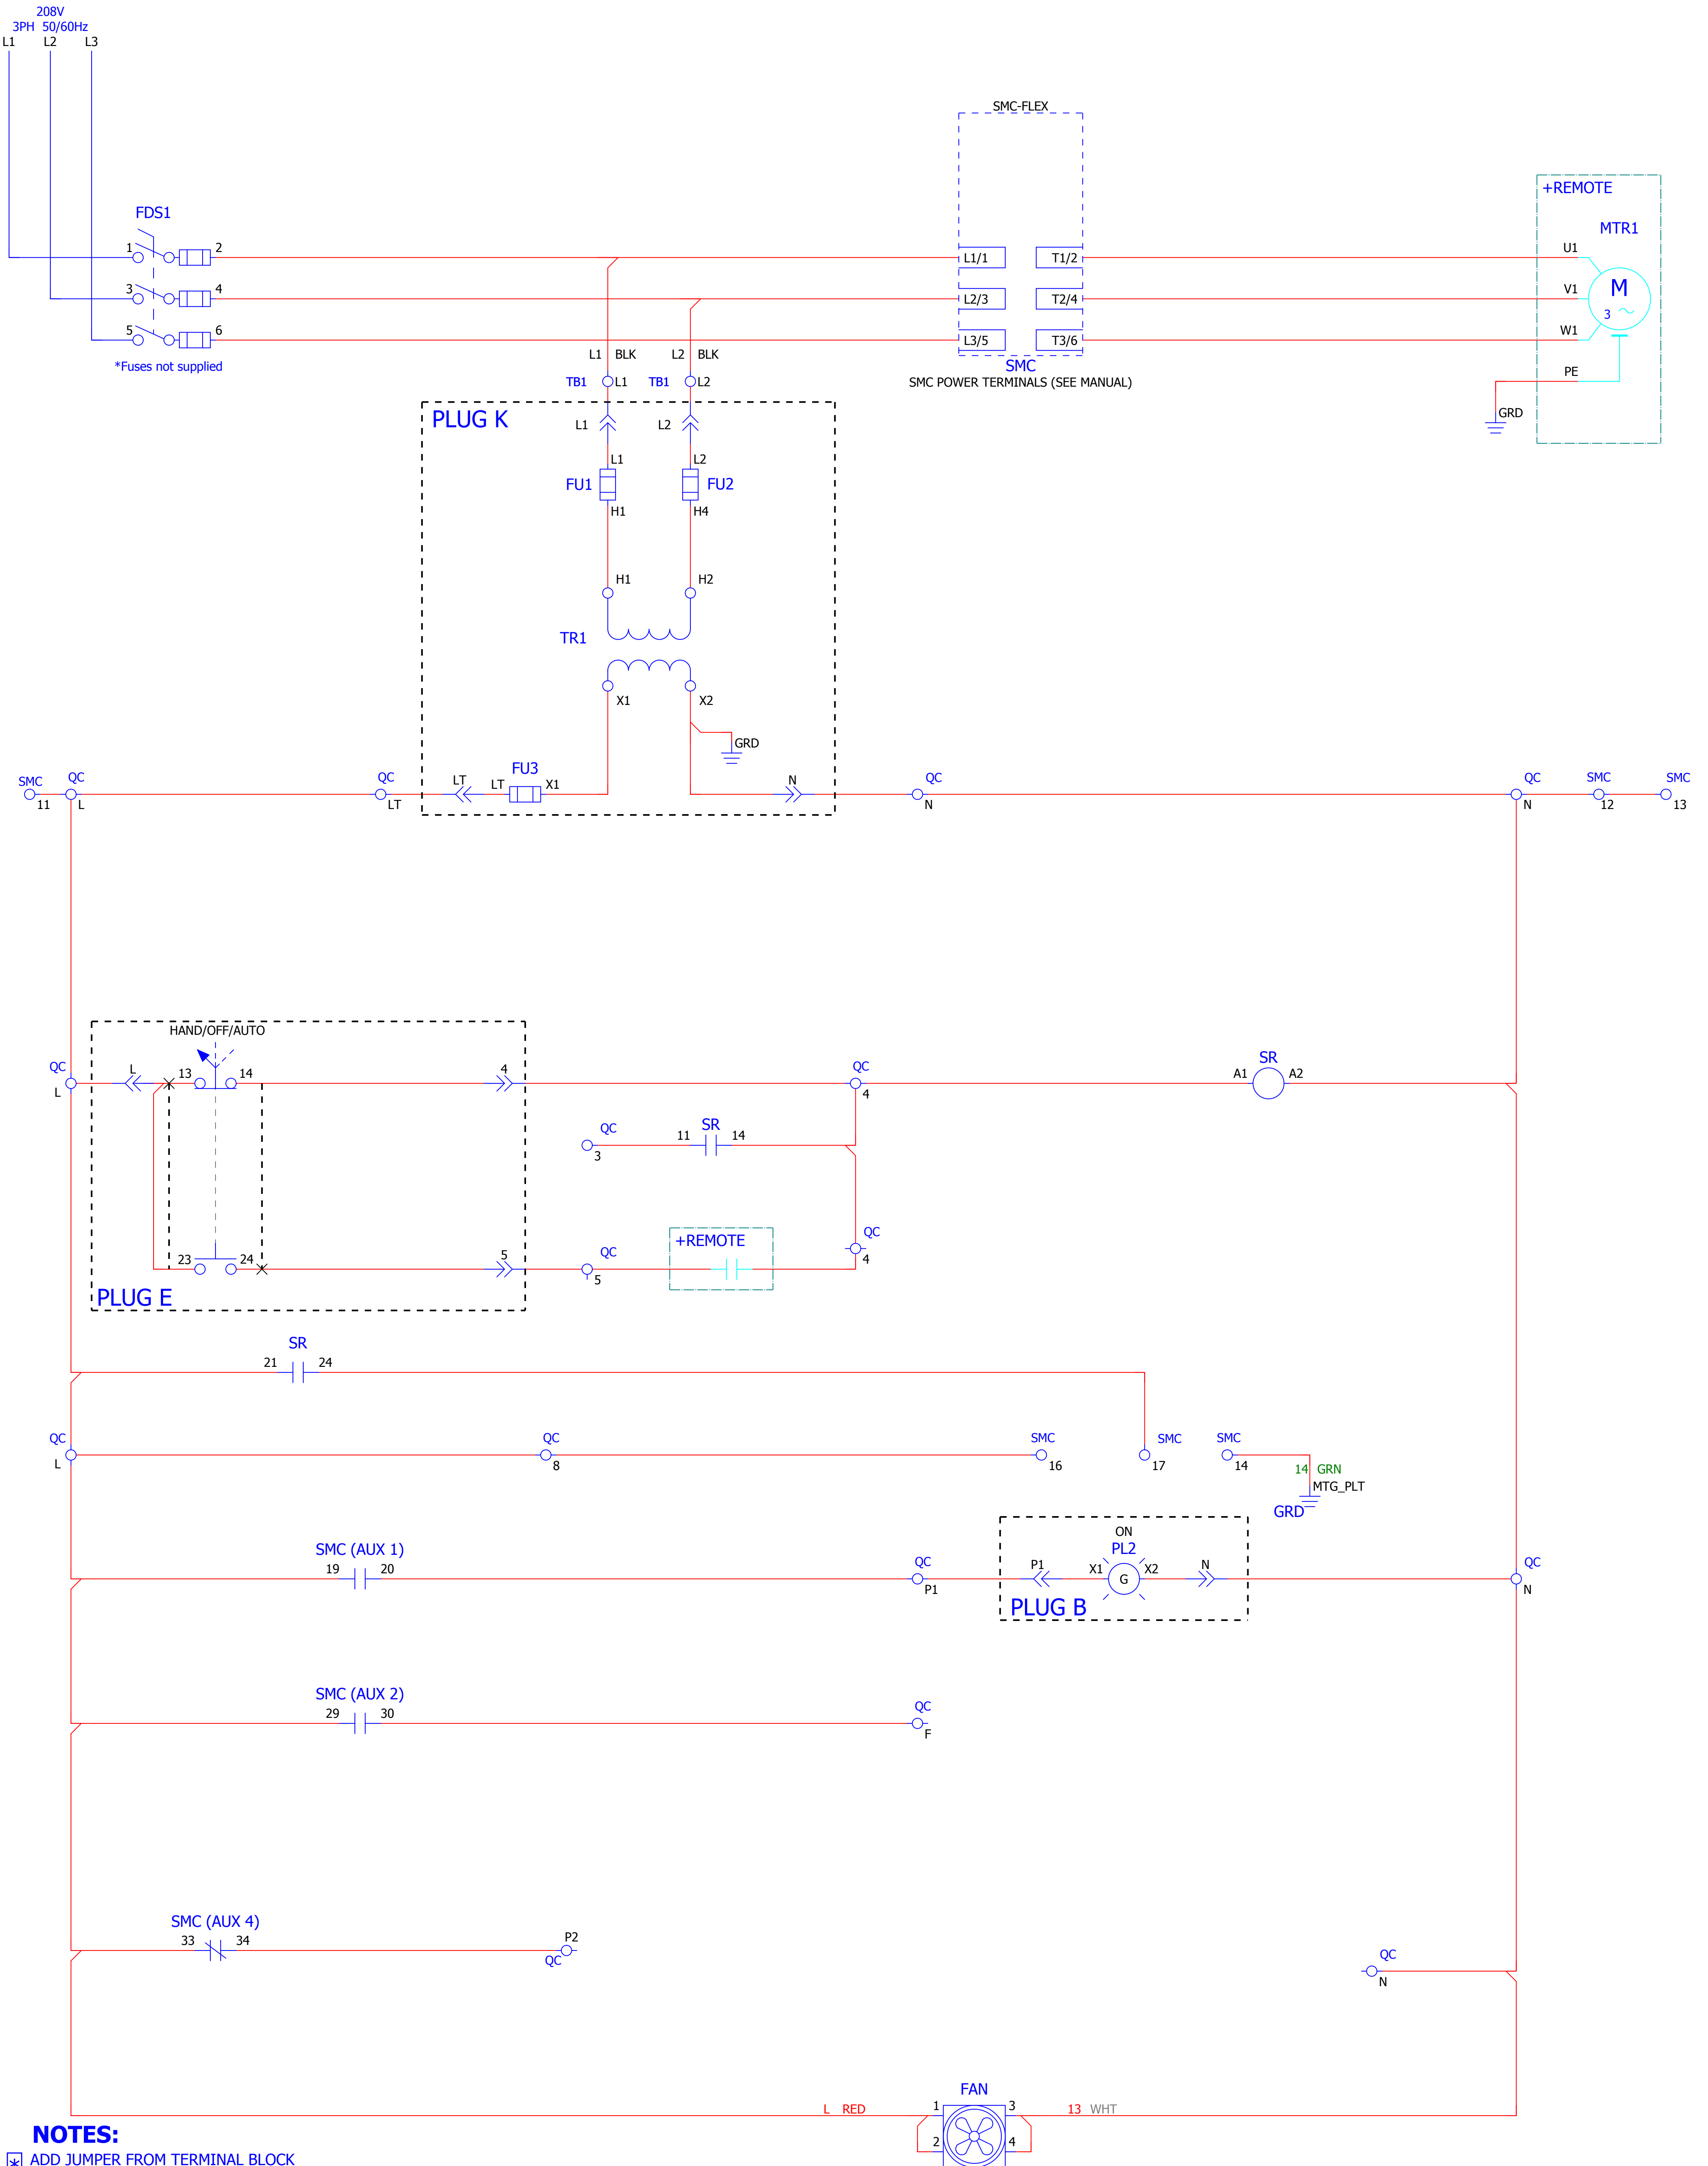 208V
3PH 50/60Hz
L1 L2 L3
SMC-FLEX
+REMOTE
FDS1
MTR1
1 2
L1/1 T1/2
U1
3 4
L2/3 T2/4
V1
M
3
5 6
L3/5 T3/6
W1
*Fuses not supplied
L1 BLK L2 BLK
SMC
PE
TB1 L1 TB1 L2
SMC POWER TERMINALS (SEE MANUAL)
GRD
PLUG K
L1 L2
L1 L2
FU1 FU2
H1 H4
H1 H2
TR1
X1 X2
GRD
FU3
SMC QC QC LT LT X1 N QC QC SMC SMC
11 L LT N N 12 13
HAND/OFF/AUTO
QC L 13 14 4 QC SR
A1 A2
L 4
QC 11 SR 14
3
+REMOTE
QC
23 24 5 QC 4
5
PLUG E
SR
21 24
QC QC SMC SMC SMC
L 8 16 17 14
14 GRN
MTG_PLT
GRD
ON
SMC (AUX 1) PL2
19 20 QC P1 X1 G X2 N QC
P1 N
PLUG B
SMC (AUX 2)
29 30 QC
F
SMC (AUX 4)
33 34 P2
QC QC
N
FAN
L RED 1 3 13 WHT
NOTES:
2 4
* ADD JUMPER FROM TERMINAL BLOCK